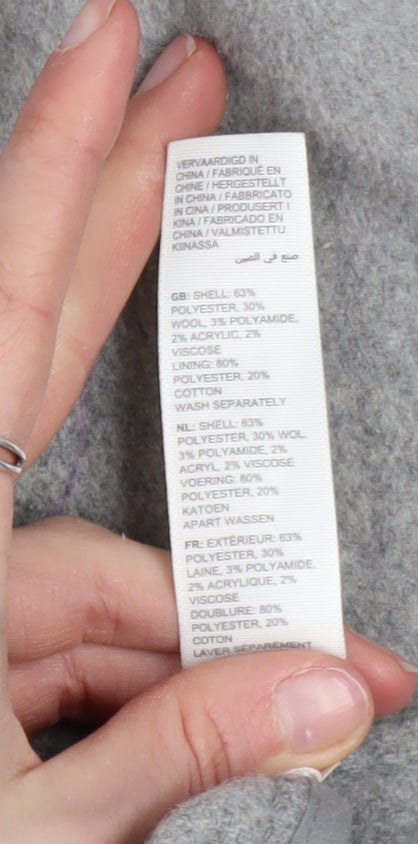 VERVAARDIGD IN
CHINA / FABRIQUÉ EN
CHINE / HERGESTELLT
IN CHINA / FABBRICATO
IN CINA / PRODUSERT I
KINA / FABRICADO EN
CHINA / VALMISTETTU
KIINASSA
صنع في الصين
GB: SHELL: 63%
POLYESTER, 30%
WOOL, 3% POLYAMIDE,
2% ACRYLIC, 2%
VISCOSE
LINING: 80%
POLYESTER, 20%
COTTON
WASH SEPARATELY
NL: SHELL: 63%
POLYESTER, 30% WOL,
3% POLYAMIDE, 2%
ACRYL, 2% VISCOSE
VOERING: 80%
POLYESTER, 20%
KATOEN
APART WASSEN
FR: EXTÉRIEUR: 63%
POLYESTER, 30%
LAINE, 3% POLYAMIDE,
2% ACRYLIQUE, 2%
VISCOSE
DOUBLURE: 80%
POLYESTER, 20%
COTON
LAVER SÉPARÉMENT